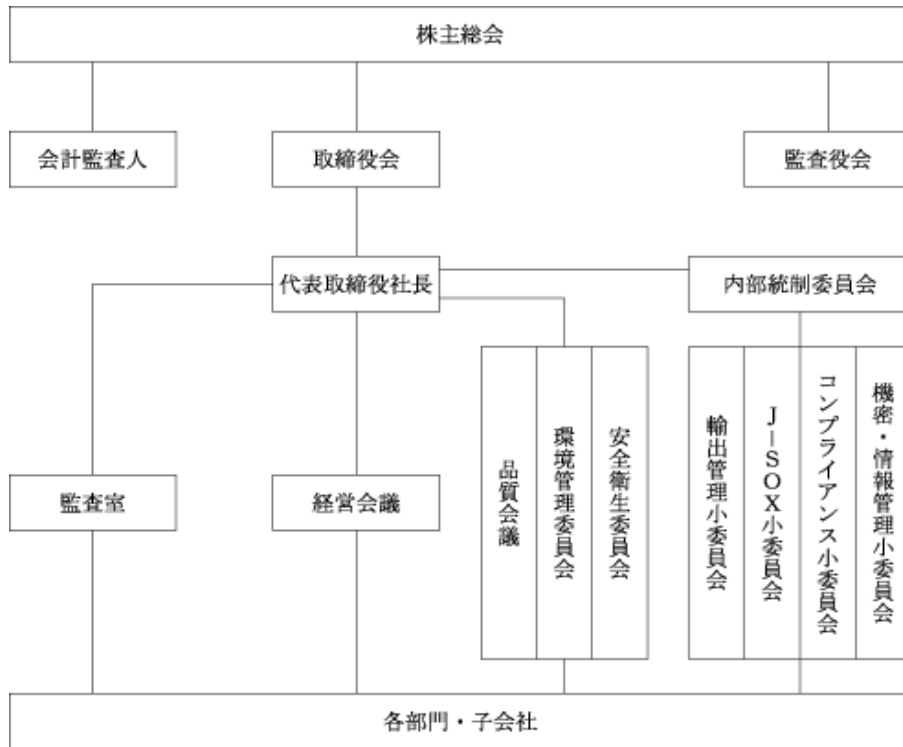 株主総会
会計監査人
取締役会
監査役会
代表取締役社長
内部統制委員会
監査室
経営会議
品質会議
環境管理委員会
安全衛生委員会
輸出管理小委員会
J－SOX小委員会
コンプライアンス小委員会
機密・情報管理小委員会
各部門・子会社